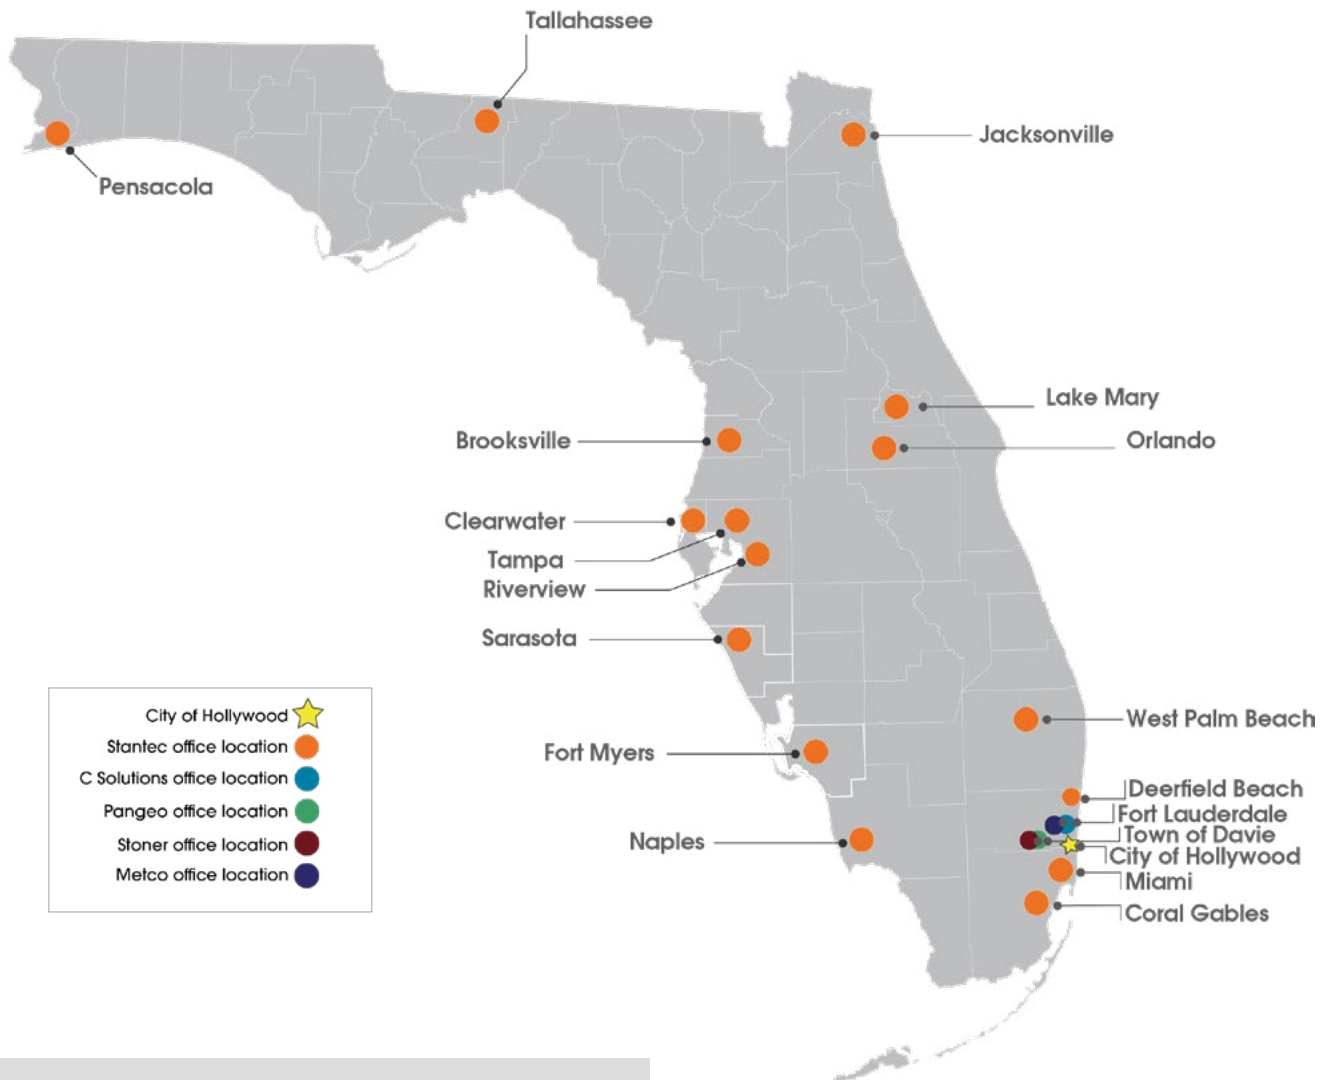 Tallahassee
Jacksonville
Pensacola
Lake Mary
Orlando
Brooksville
Clearwater
Tampa
Riverview
Sarasota
West Palm Beach
Fort Myers
Deerfield Beach
Fort Lauderdale
Town of Davie
City of Hollywood
Miami
Coral Gables
Naples
City of Hollywood
Stantec office location
C Solutions office location
Pangeo office location
Stoner office location
Metco office location